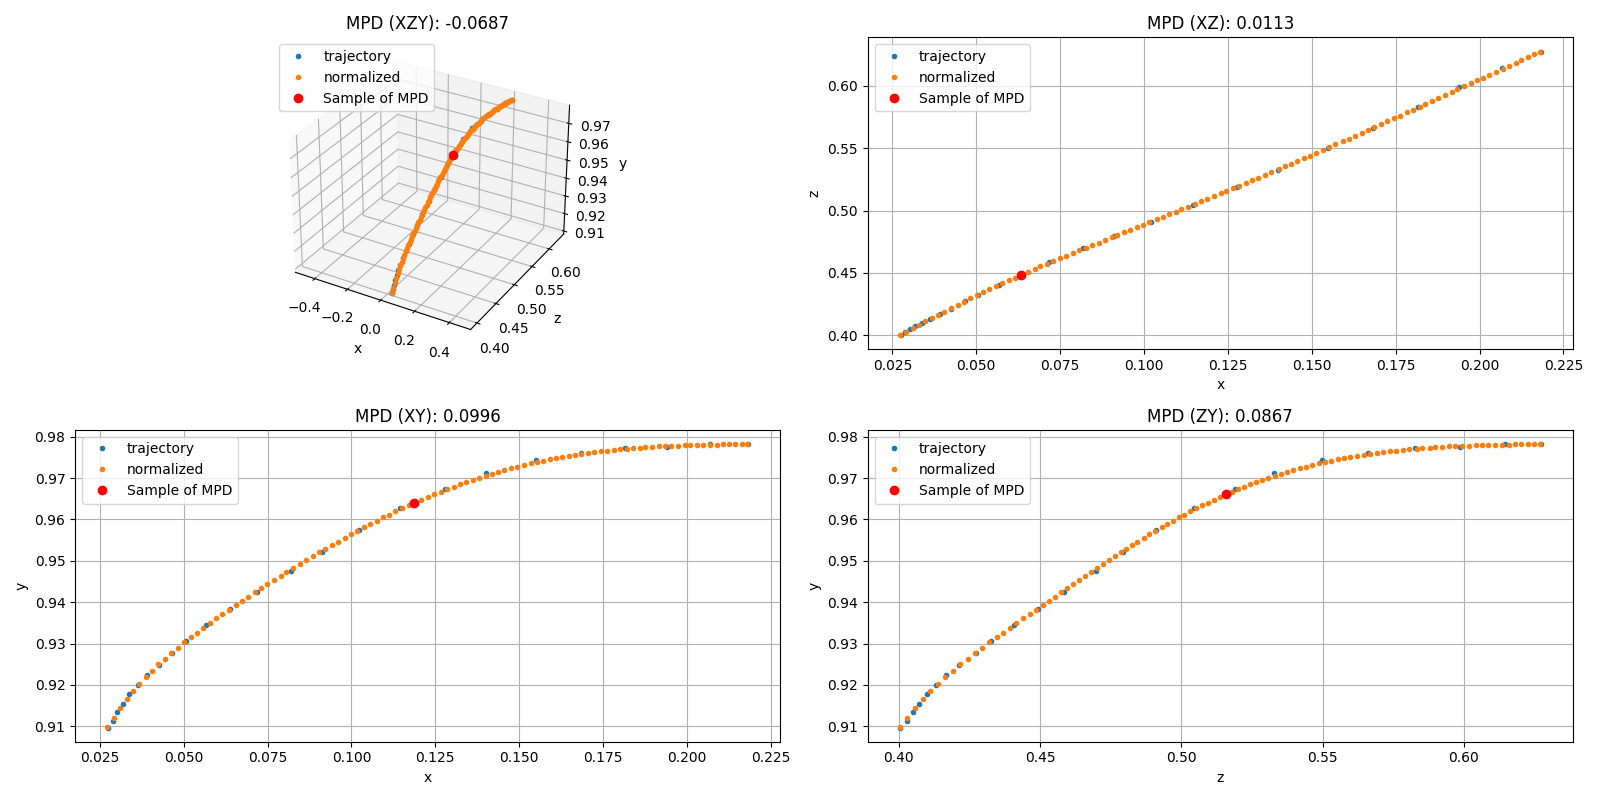 MPD (XZY): -0.0687
trajectory
normalized
Sample of MPD
0.97
0.96
0.95
0.94
0.93
0.92
0.91
y
0.60
0.55
0.50
0.45
0.40
z
−0.4
−0.2
0.0
0.2
0.4
x
MPD (XZ): 0.0113
trajectory
normalized
Sample of MPD
0.60
0.55
0.50
0.45
0.40
z
0.025 0.050 0.075 0.100 0.125 0.150 0.175 0.200 0.225
x
MPD (XY): 0.0996
trajectory
normalized
Sample of MPD
0.98
0.97
0.96
0.95
0.94
0.93
0.92
0.91
y
0.025 0.050 0.075 0.100 0.125 0.150 0.175 0.200 0.225
x
MPD (ZY): 0.0867
trajectory
normalized
Sample of MPD
0.98
0.97
0.96
0.95
0.94
0.93
0.92
0.91
y
0.40 0.45 0.50 0.55 0.60
z